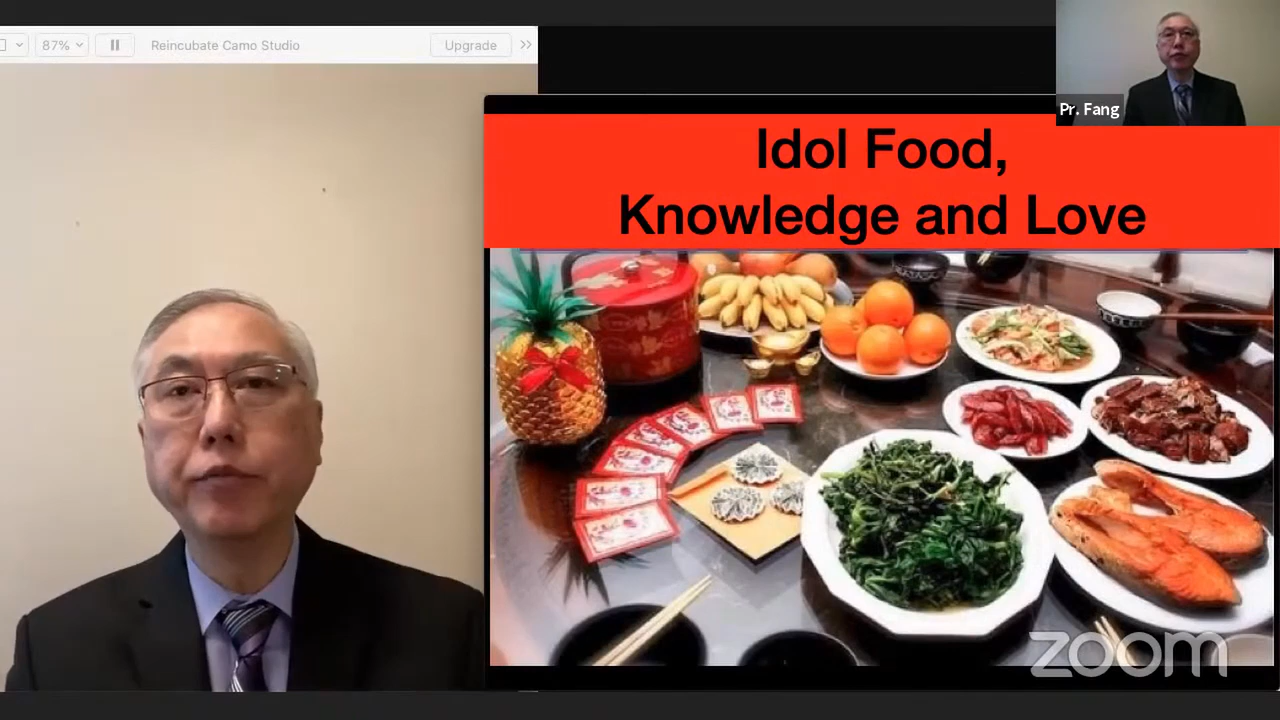 87%
Reincubate Camo Studio
Upgrade
Pr. Fang
Idol Food,
Knowledge and Love
zoom